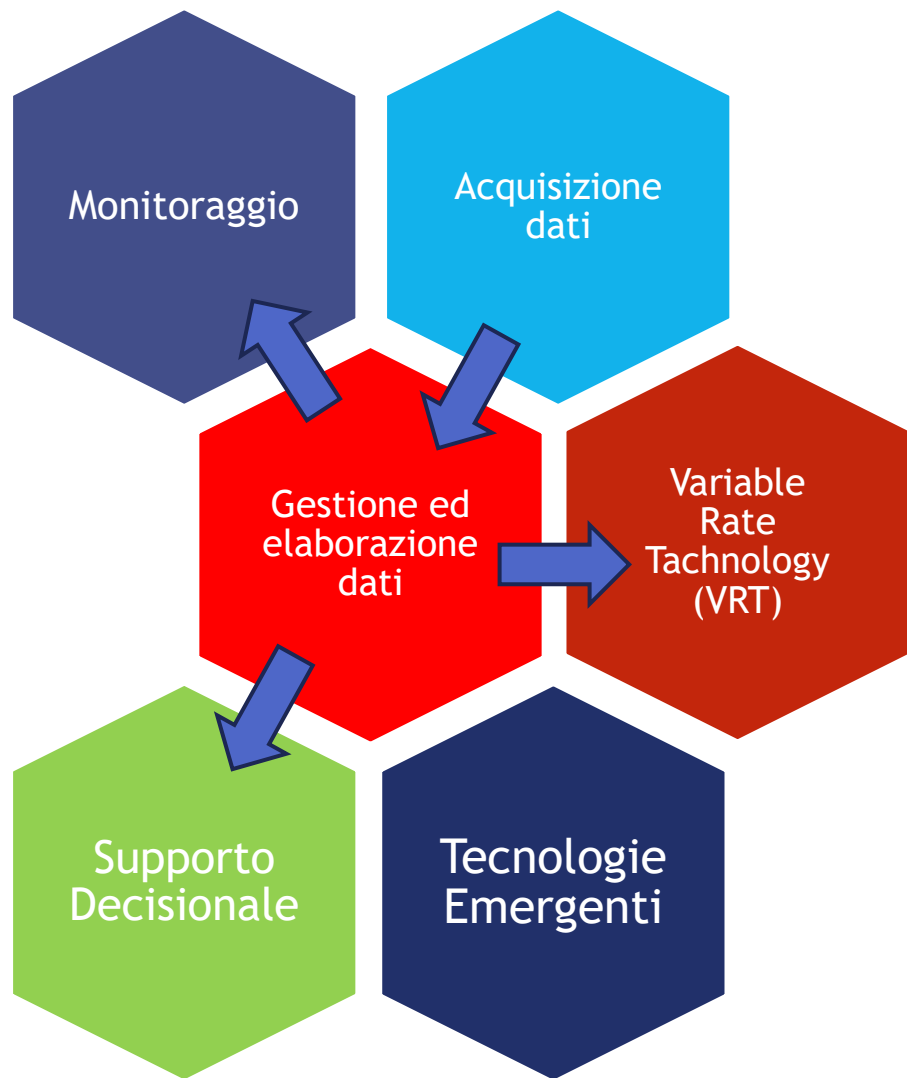 Monitoraggio
Acquisizione
dati
Gestione ed
elaborazione
dati
Variable
Rate
Tachnology
(VRT)
Supporto
Decisionale
Tecnologie
Emergenti